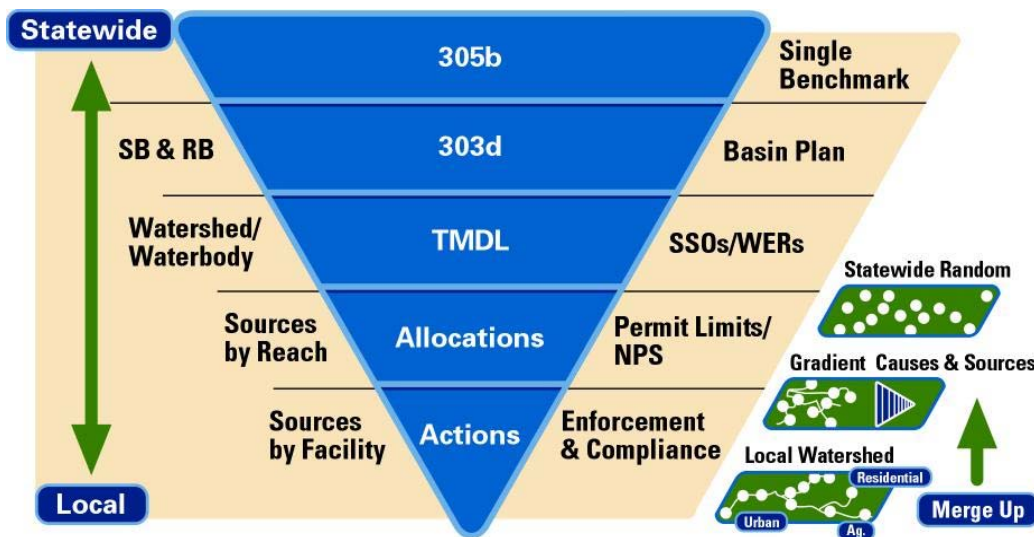 Statewide
305b
Single
Benchmark
SB & RB
303d
Basin Plan
Watershed/
Waterbody
TMDL
SSOs/WERs
Statewide Random
Sources
by Reach
Allocations
Permit Limits/
NPS
Gradient Causes & Sources
Sources
by Facility
Actions
Enforcement
& Compliance
Local Watershed
Residential
Urban
Ag.
Local
Merge Up